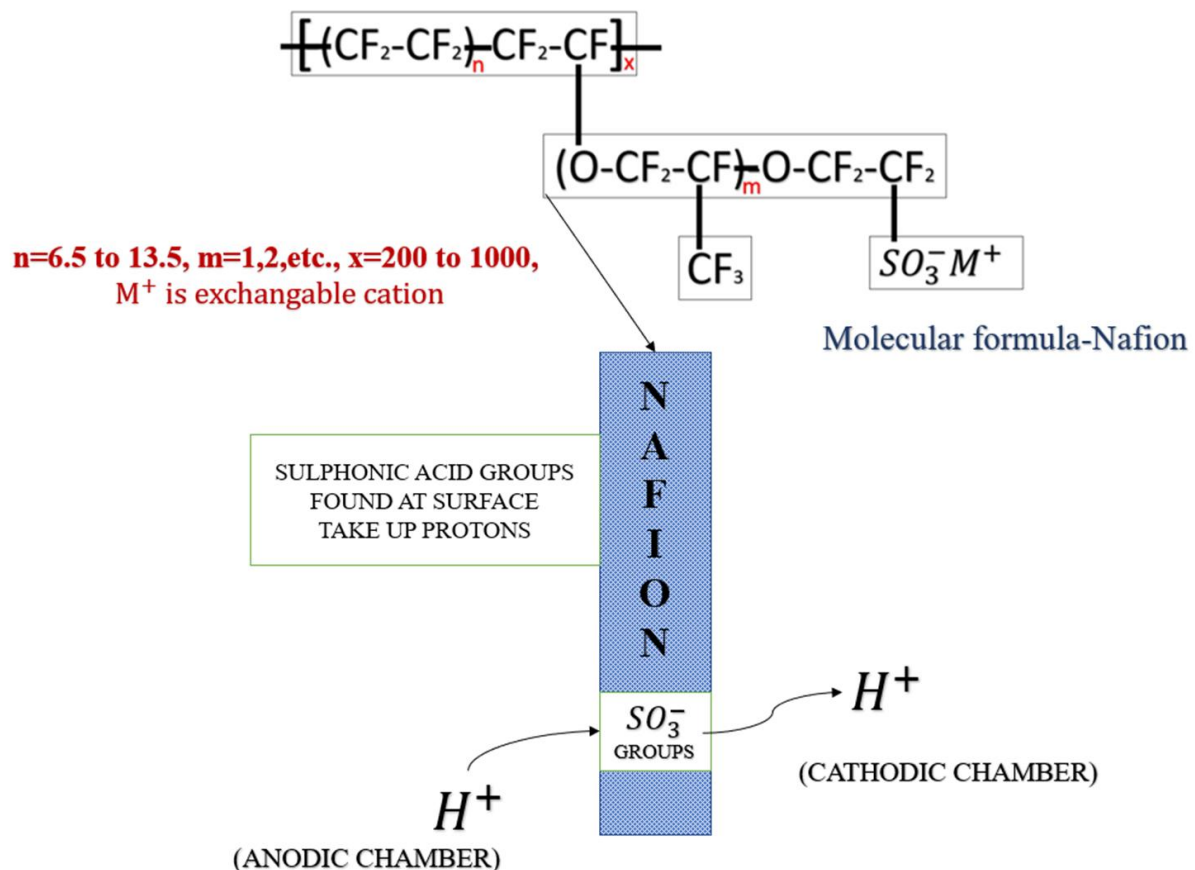 [(CF₂-CF₂)ₙCF₂-CF]ₓ
(O-CF₂-CF)ₘO-CF₂-CF₂
CF₃
SO₃⁻M⁺
n=6.5 to 13.5, m=1,2,etc., x=200 to 1000,
M⁺ is exchangable cation
Molecular formula-Nafion
N
A
F
I
O
N
SULPHONIC ACID GROUPS
FOUND AT SURFACE
TAKE UP PROTONS
SO₃⁻
GROUPS
H⁺
(CATHODIC CHAMBER)
H⁺
(ANODIC CHAMBER)